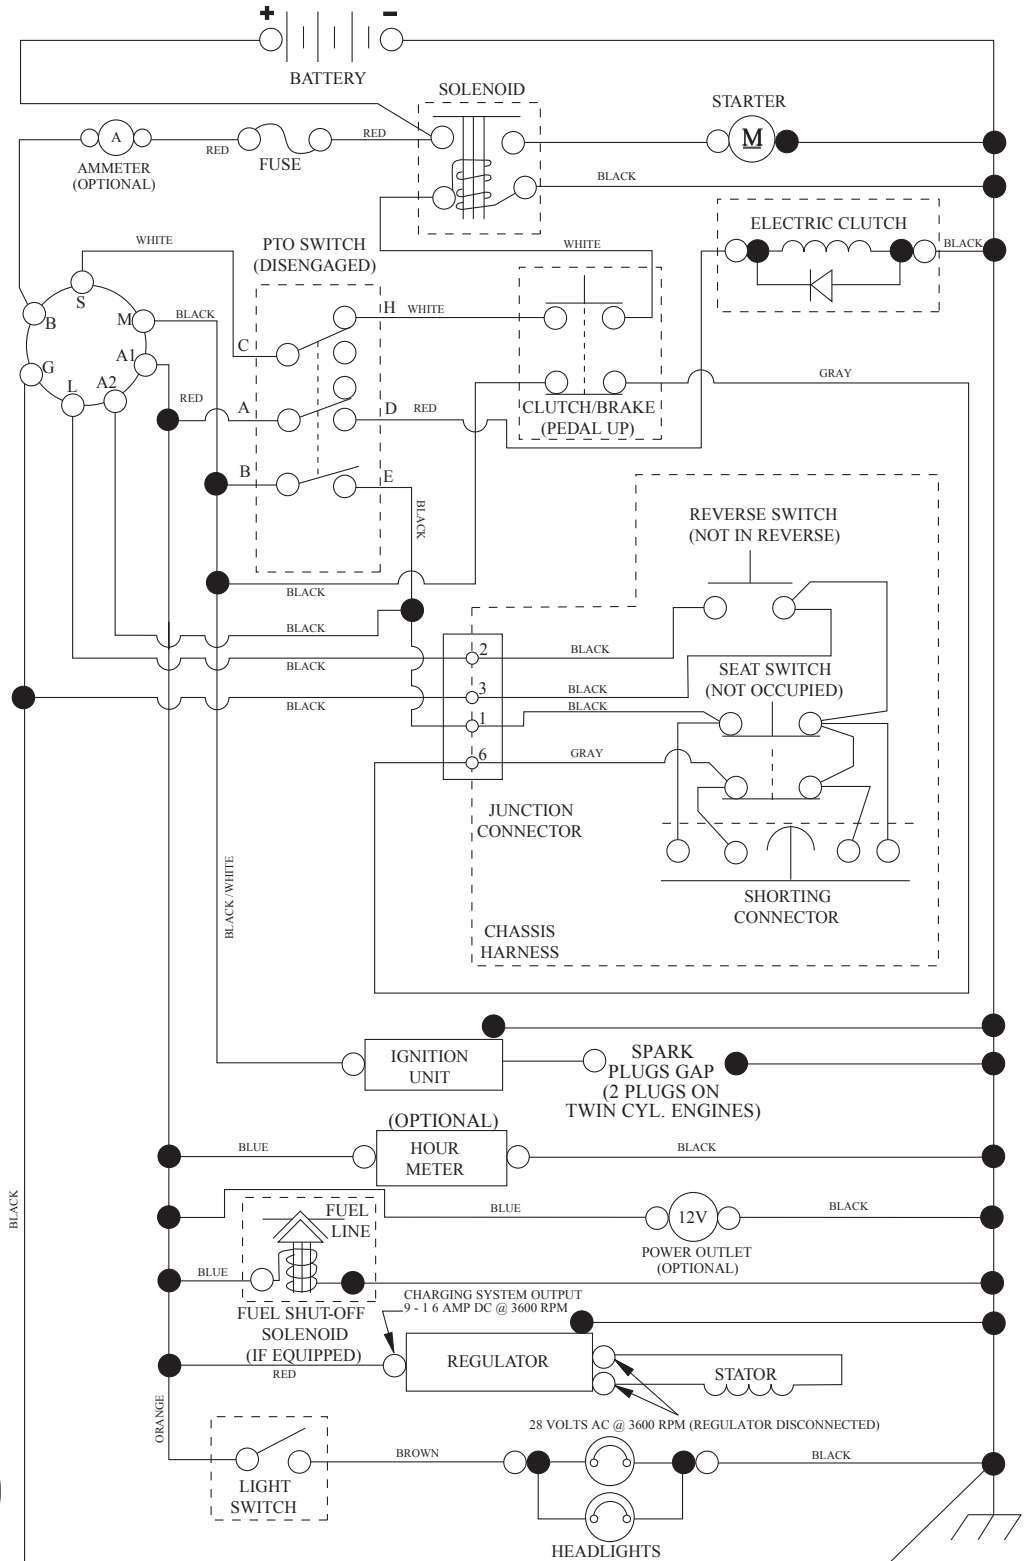 + -
BATTERY
SOLENOID
STARTER
A
RED
FUSE
RED
M
AMMETER
(OPTIONAL)
BLACK
WHITE
PTO SWITCH
(DISENGAGED)
WHITE
ELECTRIC CLUTCH
BLACK
S
B
M
BLACK
H
WHITE
G
A1
C
L
A2
RED
A
D
RED
GRAY
CLUTCH/BRAKE
(PEDAL UP)
B
E
BLACK
REVERSE SWITCH
(NOT IN REVERSE)
BLACK
BLACK
BLACK
2
BLACK
SEAT SWITCH
(NOT OCCUPIED)
BLACK
3
BLACK
BLACK
1
6
GRAY
JUNCTION
CONNECTOR
SHORTING
CONNECTOR
BLACK/WHITE
CHASSIS
HARNESS
IGNITION
UNIT
SPARK
PLUGS GAP
(2 PLUGS ON
TWIN CYL. ENGINES)
(OPTIONAL)
BLUE
HOUR
METER
BLACK
BLACK
FUEL
LINE
BLUE
12V
BLACK
POWER OUTLET
(OPTIONAL)
BLUE
CHARGING SYSTEM OUTPUT
9 - 1 6 AMP DC @ 3600 RPM
FUEL SHUT-OFF
SOLENOID
(IF EQUIPPED)
RED
REGULATOR
STATOR
ORANGE
28 VOLTS AC @ 3600 RPM (REGULATOR DISCONNECTED)
BROWN
BLACK
LIGHT
SWITCH
HEADLIGHTS